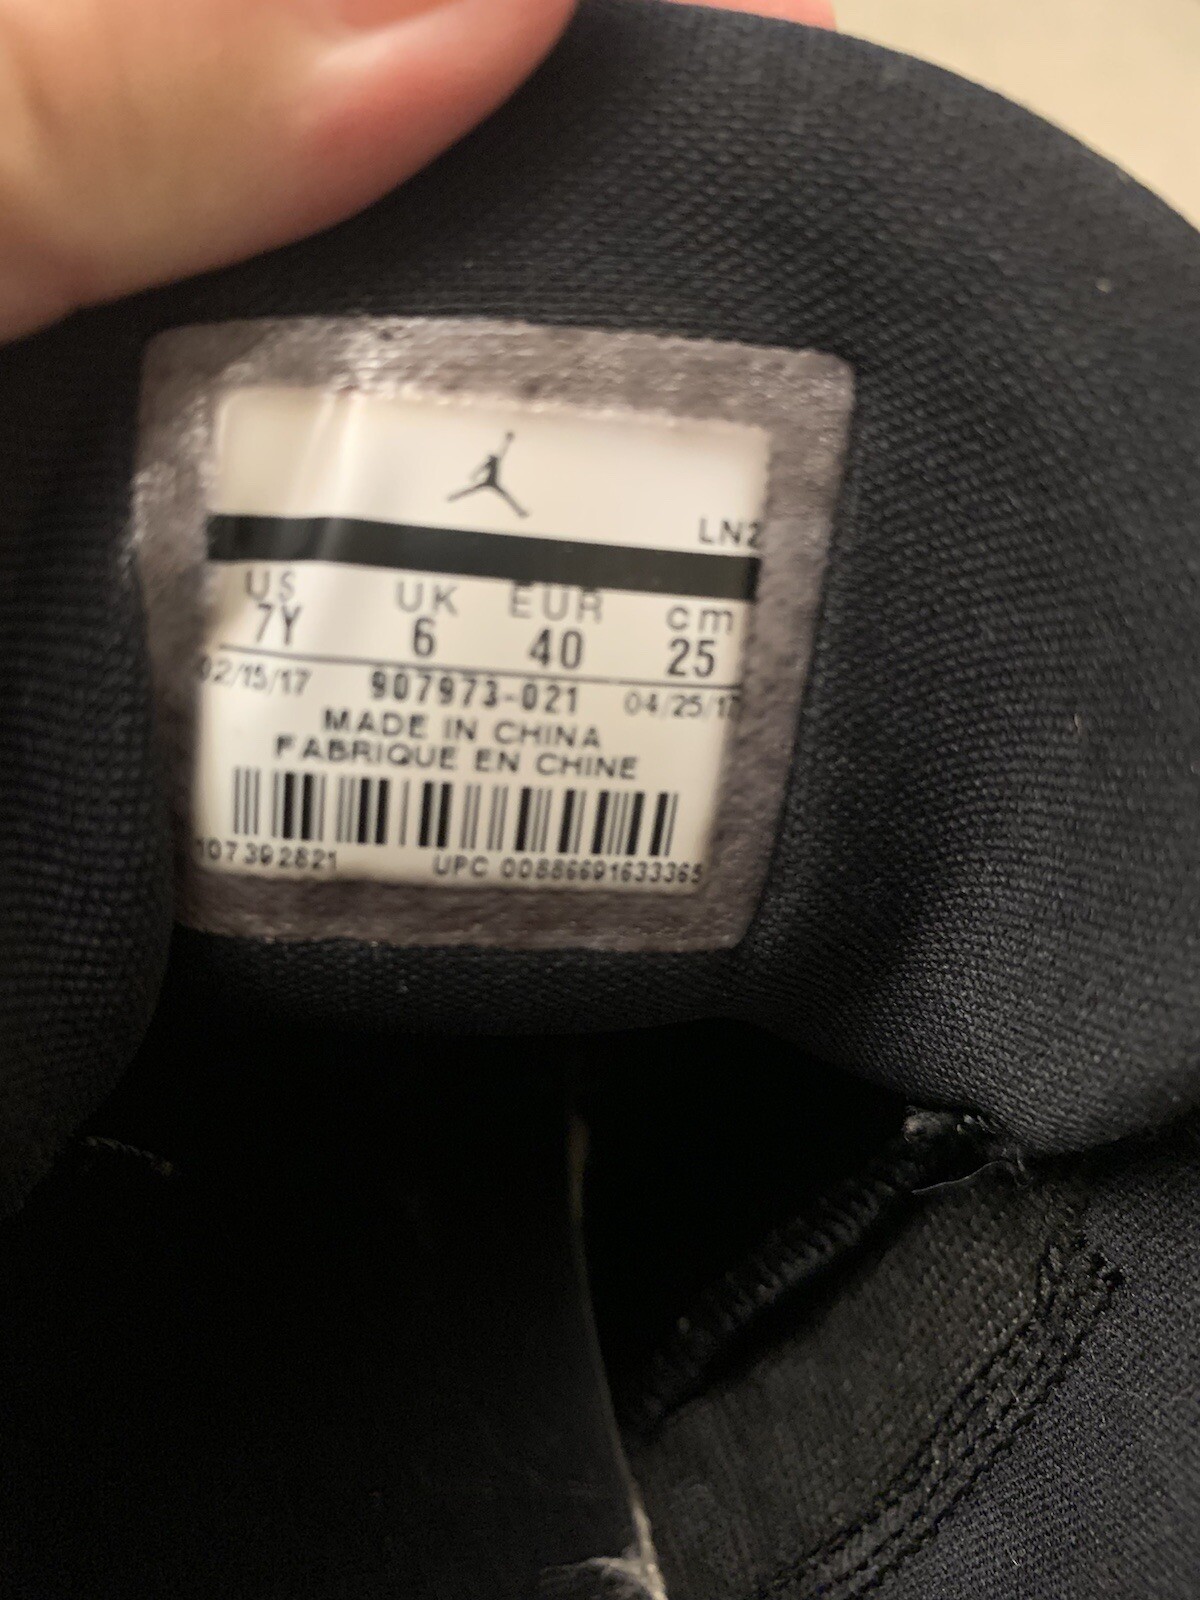 LN2
US UK EUR cm
7Y 6 40 25
02/15/17 907973-021 04/25/17
MADE IN CHINA
FABRIQUE EN CHINE
107392821 UPC 00886691633365